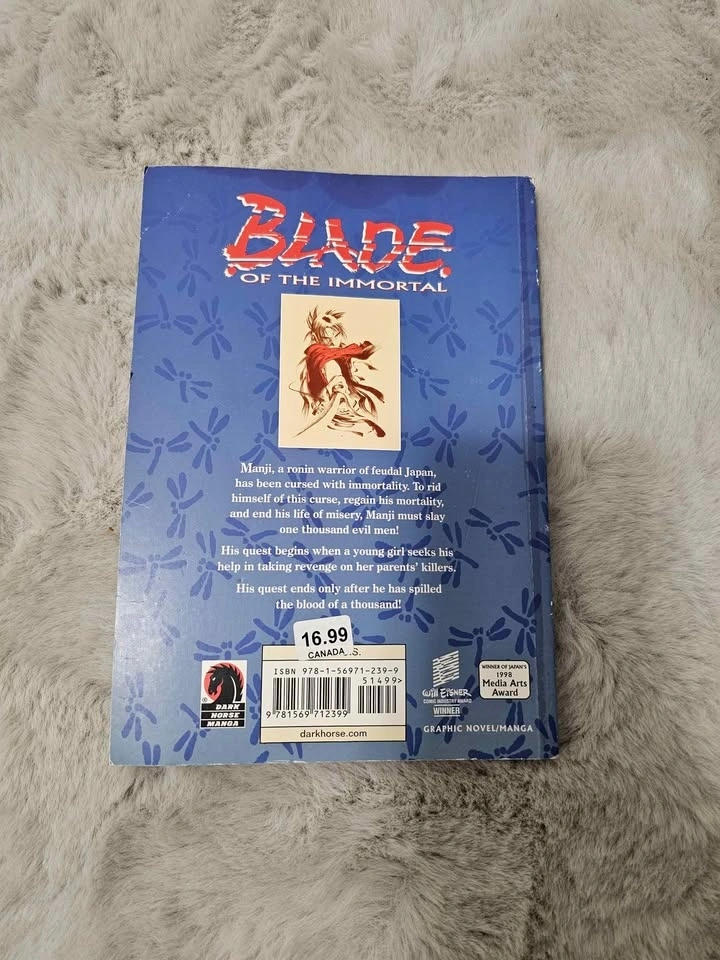 BLADE
OF THE IMMORTAL
Manji, a ronin warrior of feudal Japan,
has been cursed with immortality. To rid
himself of this curse, regain his mortality,
and end his life of misery, Manji must slay
one thousand evil men!
His quest begins when a young girl seeks his
help in taking revenge on her parents' killers.
His quest ends only after he has spilled
the blood of a thousand!
16.99
CANADA
.S.
ISBN 978-1-56971-239-9
51499>
9 781569 712399
darkhorse.com
®
DARK
HORSE
MANGA
Will EISNER
COMIC INDUSTRY AWARD
WINNER
WINNER OF JAPAN'S
1998
Media Arts
Award
GRAPHIC NOVEL/MANGA